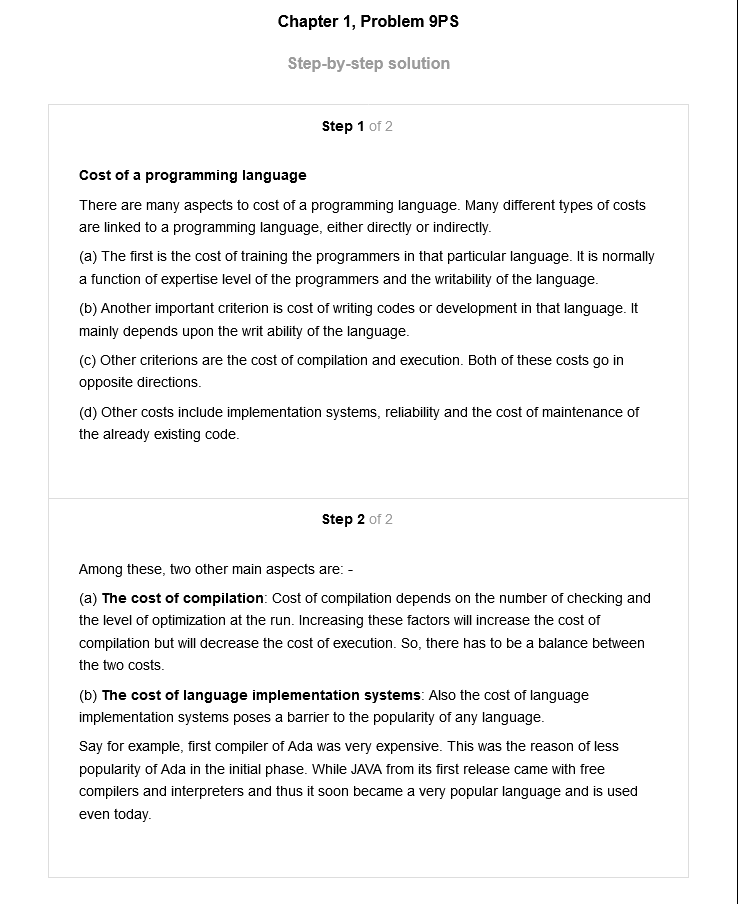 Chapter 1, Problem 9PS
Step-by-step solution
Step 1 of 2
Cost of a programming language
There are many aspects to cost of a programming language. Many different types of costs
are linked to a programming language, either directly or indirectly.
(a) The first is the cost of training the programmers in that particular language. It is normally
a function of expertise level of the programmers and the writability of the language.
(b) Another important criterion is cost of writing codes or development in that language. It
mainly depends upon the writ ability of the language.
(c) Other criterions are the cost of compilation and execution. Both of these costs go in
opposite directions.
(d) Other costs include implementation systems, reliability and the cost of maintenance of
the already existing code.
Step 2 of 2
Among these, two other main aspects are: -
(a) The cost of compilation: Cost of compilation depends on the number of checking and
the level of optimization at the run. Increasing these factors will increase the cost of
compilation but will decrease the cost of execution. So, there has to be a balance between
the two costs.
(b) The cost of language implementation systems: Also the cost of language
implementation systems poses a barrier to the popularity of any language.
Say for example, first compiler of Ada was very expensive. This was the reason of less
popularity of Ada in the initial phase. While JAVA from its first release came with free
compilers and interpreters and thus it soon became a very popular language and is used
even today.